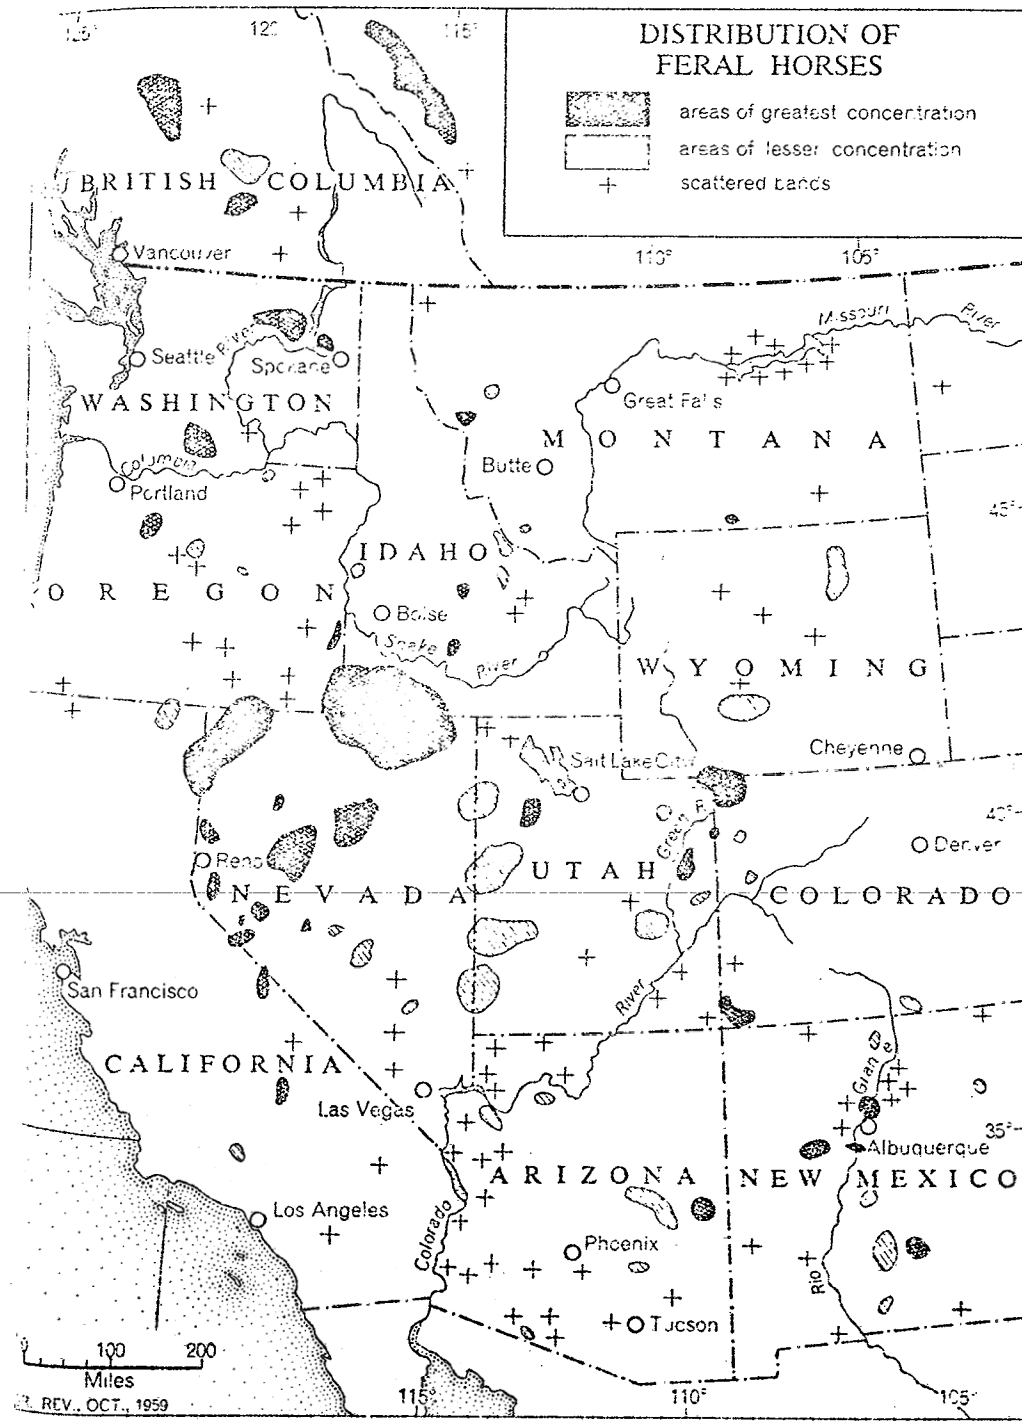 120°
115°
DISTRIBUTION OF
FERAL HORSES
areas of greatest concentration
areas of lesser concentration
scattered bands
BRITISH COLUMBIA
Vancouver
110°
105°
Missouri
River
Seattle
River
Spokane
Great Falls
WASHINGTON
MONTANA
Columbia
Butte
Portland
45°
IDAHO
OREGON
Boise
Snake
River
WYOMING
Cheyenne
Salt Lake City
40°
Green R.
Denver
Reno
UTAH
NEVADA
COLORADO
San Francisco
River
CALIFORNIA
Las Vegas
35°
Albuquerque
ARIZONA
NEW MEXICO
Los Angeles
Colorado
Phoenix
Rio
Tucson
100
200
Miles
REV., OCT., 1959
115°
110°
105°